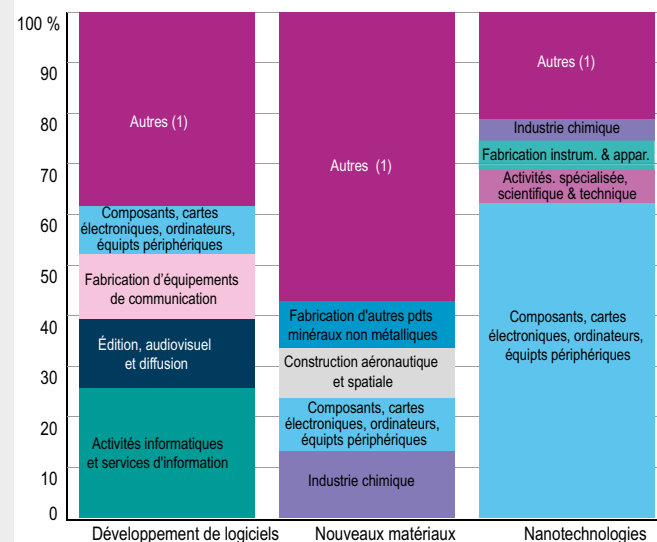 100 %
90
80
70
60
50
40
30
20
10
0
Autres (1)
Composants, cartes
électroniques, ordinateurs,
équipts périphériques
Fabrication d'équipements
de communication
Édition, audiovisuel
et diffusion
Activités informatiques
et services d'information
Développement de logiciels
Autres (1)
Fabrication d'autres pdts
minéraux non métalliques
Construction aéronautique
et spatiale
Composants, cartes
électroniques, ordinateurs,
équipts périphériques
Industrie chimique
Nouveaux matériaux
Autres (1)
Industrie chimique
Fabrication instrum. & appar.
Activités. spécialisée,
scientifique & technique
Composants, cartes
électroniques, ordinateurs,
équipts périphériques
Nanotechnologies